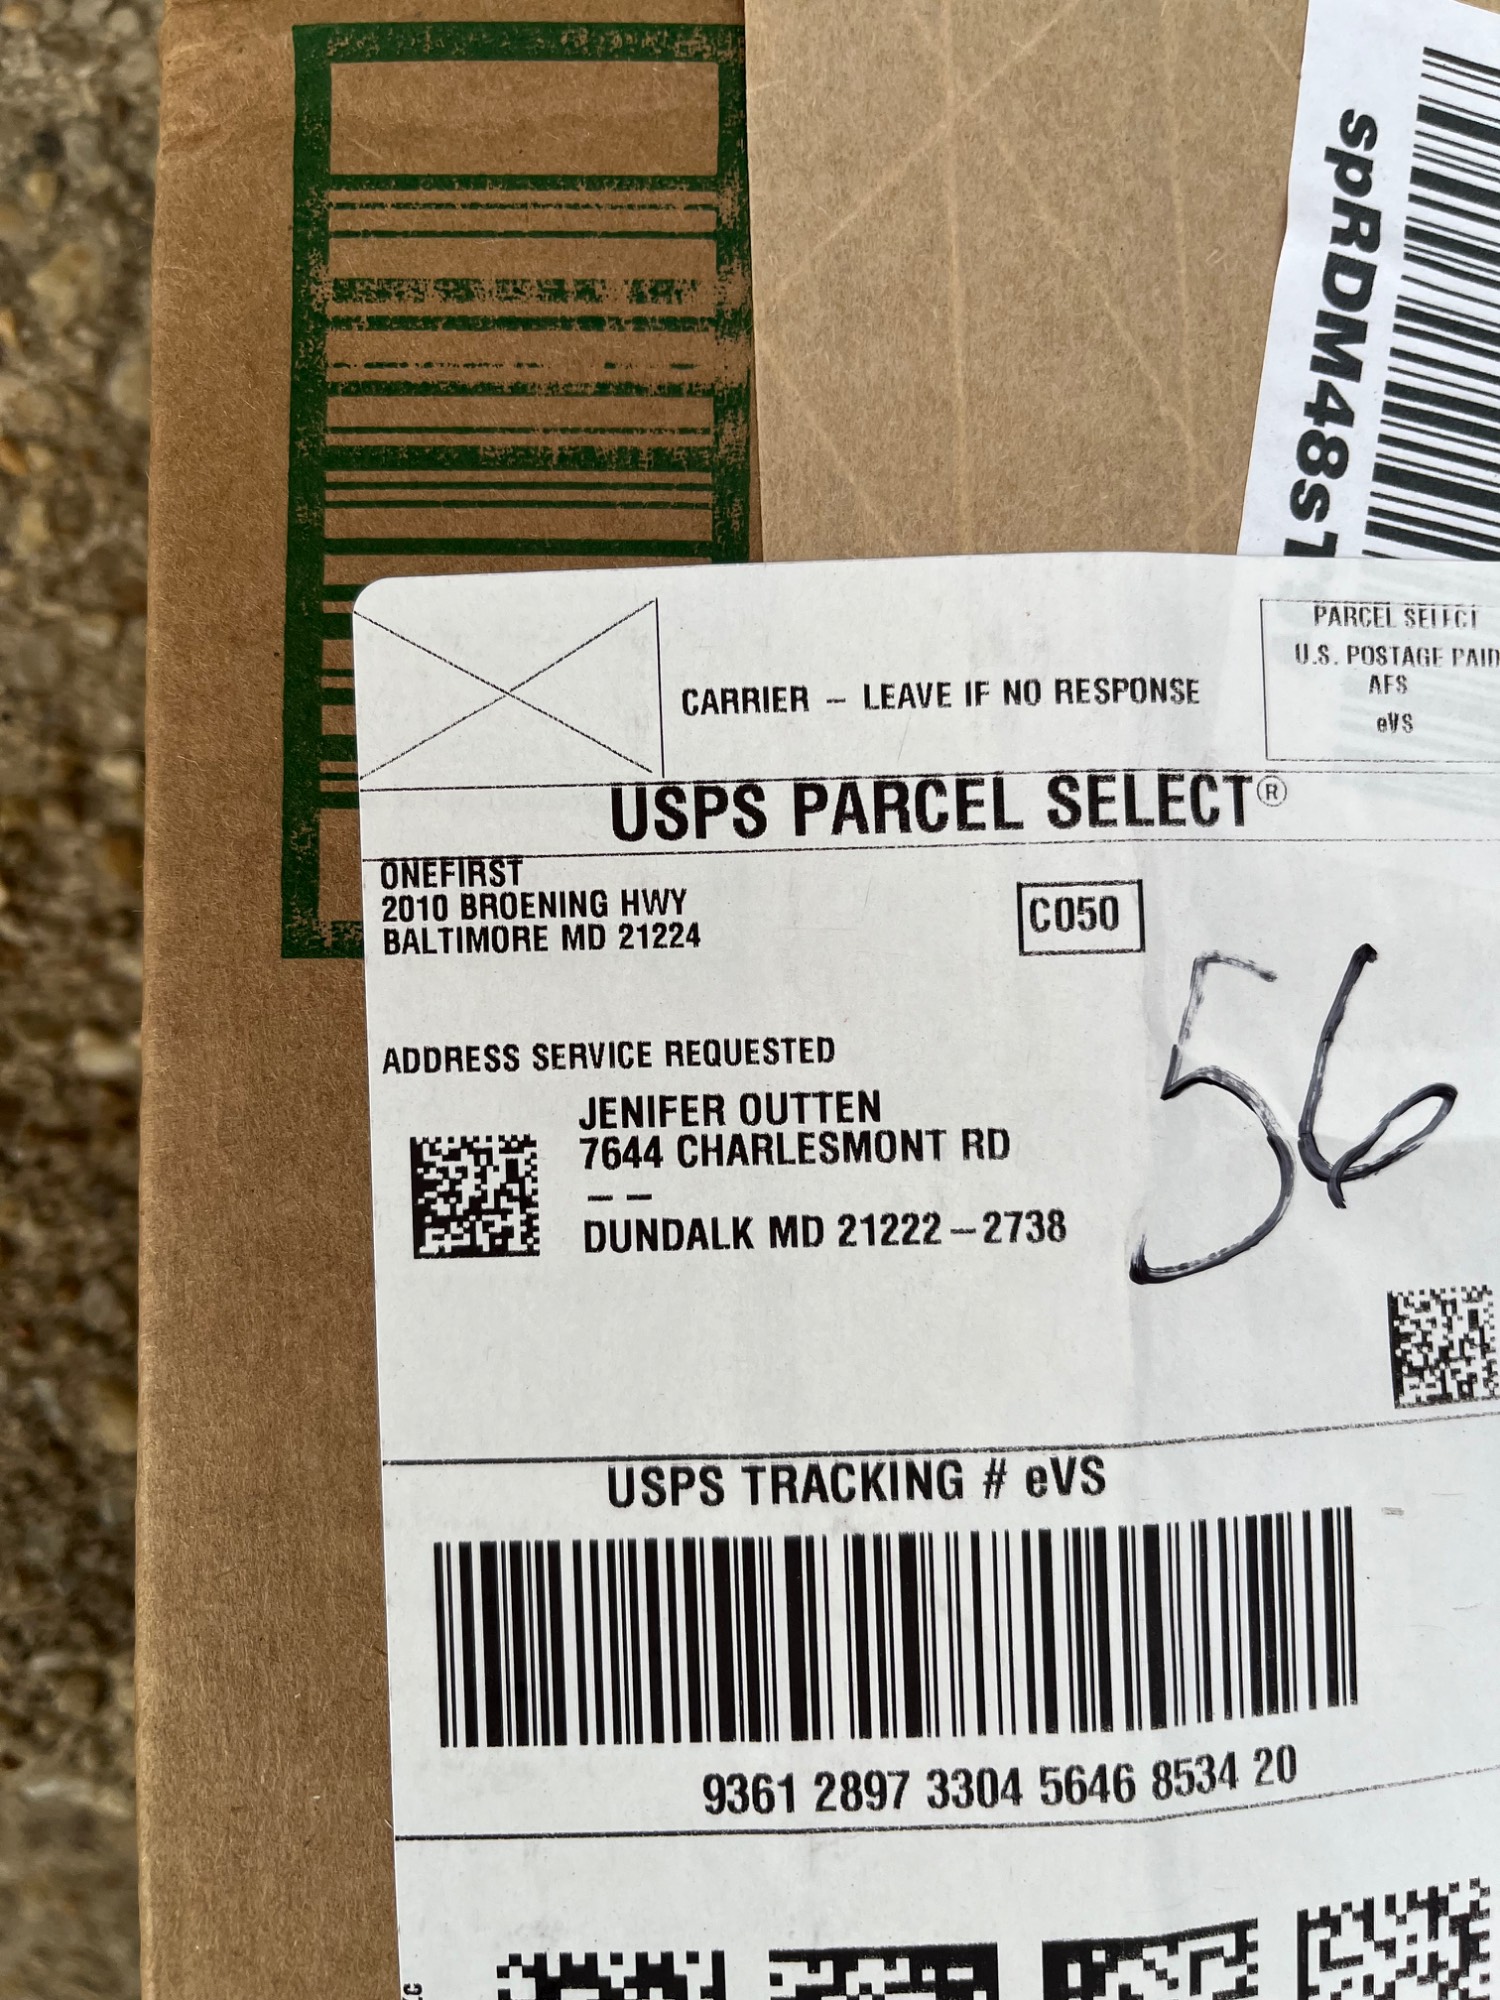 spRDM48s1
PARCEL SELECT
U.S. POSTAGE PAID
AFS
eVS
CARRIER – LEAVE IF NO RESPONSE
USPS PARCEL SELECT®
ONEFIRST
2010 BROENING HWY
BALTIMORE MD 21224
C050
56
ADDRESS SERVICE REQUESTED
JENIFER OUTTEN
7644 CHARLESMONT RD
– –
DUNDALK MD 21222–2738
USPS TRACKING # eVS
9361 2897 3304 5646 8534 20